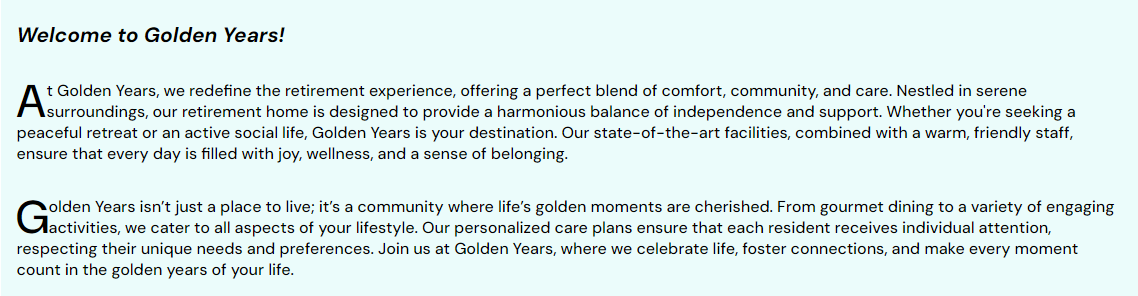 Welcome to Golden Years!
At Golden Years, we redefine the retirement experience, offering a perfect blend of comfort, community, and care. Nestled in serene
surroundings, our retirement home is designed to provide a harmonious balance of independence and support. Whether you're seeking a
peaceful retreat or an active social life, Golden Years is your destination. Our state-of-the-art facilities, combined with a warm, friendly staff,
ensure that every day is filled with joy, wellness, and a sense of belonging.
Golden Years isn’t just a place to live; it’s a community where life’s golden moments are cherished. From gourmet dining to a variety of engaging
activities, we cater to all aspects of your lifestyle. Our personalized care plans ensure that each resident receives individual attention,
respecting their unique needs and preferences. Join us at Golden Years, where we celebrate life, foster connections, and make every moment
count in the golden years of your life.